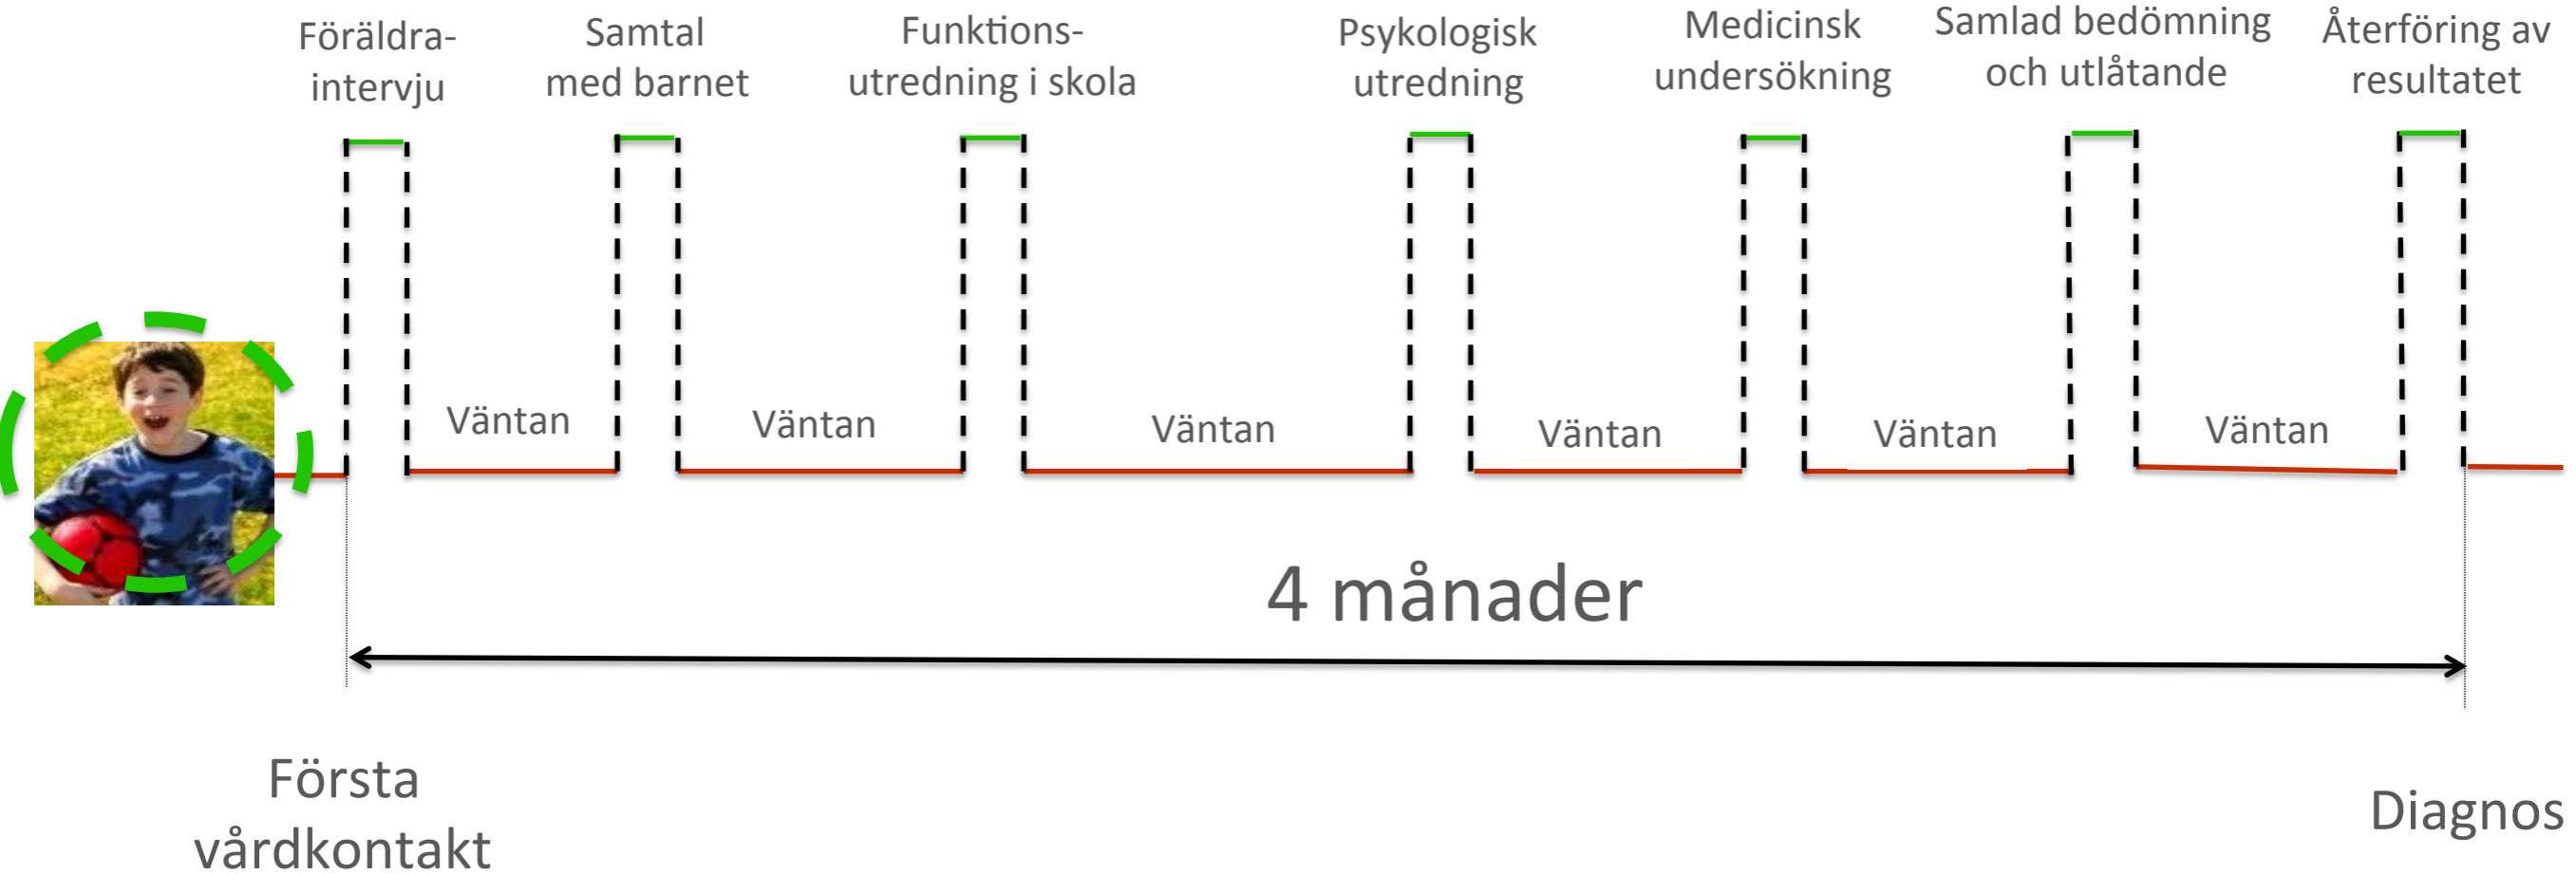 Föräldra-
intervju
Samtal
med barnet
Funktions-
utredning i skola
Psykologisk
utredning
Medicinsk
undersökning
Samlad bedömning
och utlåtande
Återföring av
resultatet
Väntan
Väntan
Väntan
Väntan
Väntan
Väntan
4 månader
Första
vårdkontakt
Diagnos